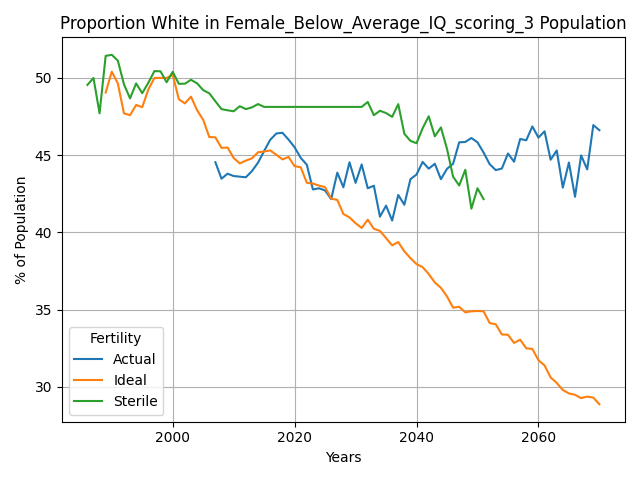 Proportion White in Female_Below_Average_IQ_scoring_3 Population
% of Population
50
45
40
35
30
Fertility
Actual
Ideal
Sterile
2000
2020
2040
2060
Years